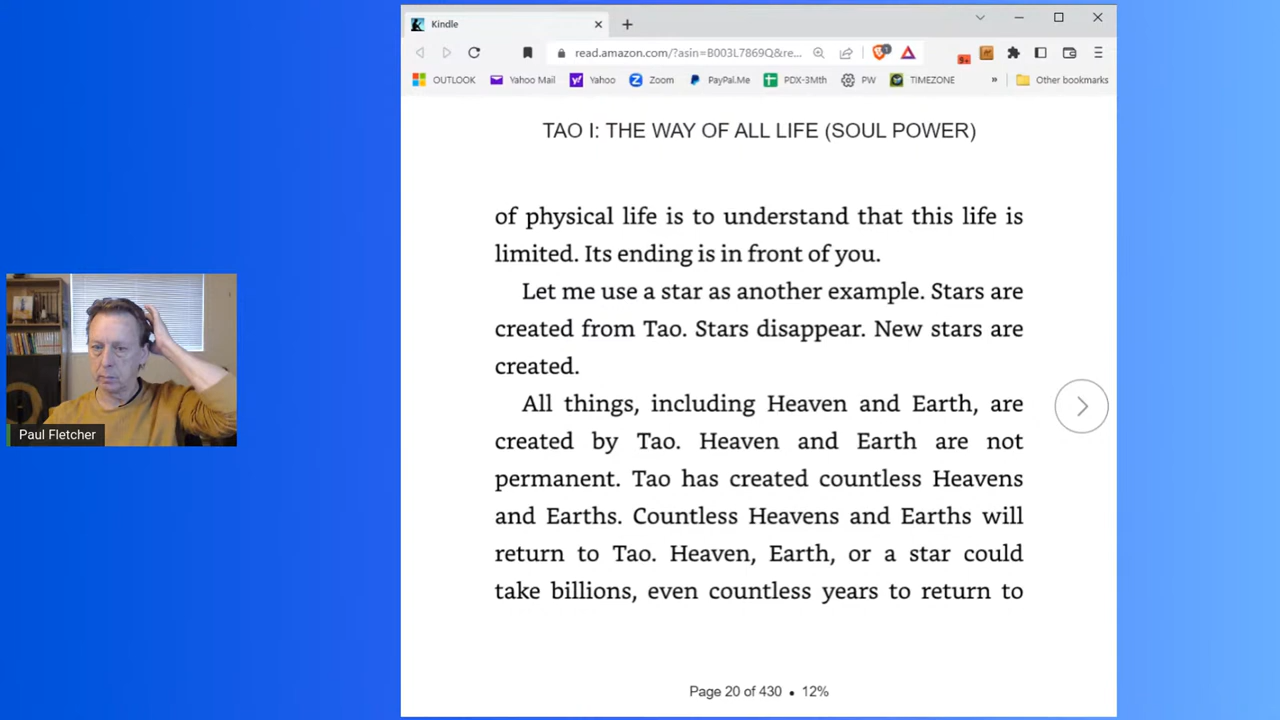 Kindle
read.amazon.com/?asin=B003L7869Q&re...
9+
OUTLOOK
Yahoo Mail
Yahoo
Zoom
PayPal.Me
PDX-3Mth
PW
TIMEZONE
»
Other bookmarks
TAO I: THE WAY OF ALL LIFE (SOUL POWER)
of physical life is to understand that this life is
limited. Its ending is in front of you.
Let me use a star as another example. Stars are
created from Tao. Stars disappear. New stars are
created.
All things, including Heaven and Earth, are
created by Tao. Heaven and Earth are not
permanent. Tao has created countless Heavens
and Earths. Countless Heavens and Earths will
return to Tao. Heaven, Earth, or a star could
take billions, even countless years to return to
Page 20 of 430 • 12%
Paul Fletcher